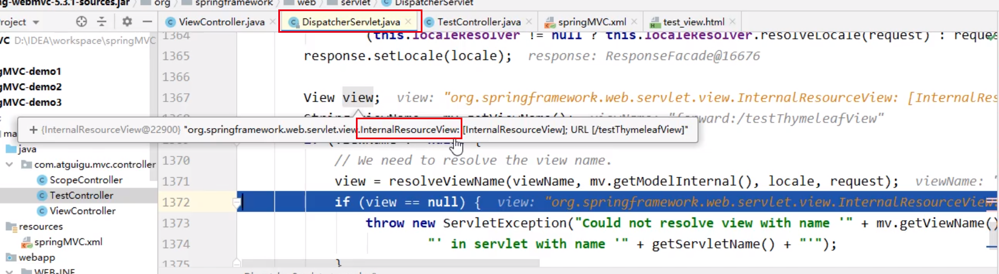 ng-webmvc-5.3.1-sources.jar org springframework web servlet DispatcherServlet
Project ViewController.java DispatcherServlet.java TestController.java springMVC.xml test_view.html
VC D:\IDEA\workspace\springMVC
gMVC-demo1
gMVC-demo2
gMVC-demo3
ma
java
com.atguigu.mvc.controller
ScopeController
TestController
ViewController
resources
springMVC.xml
webapp
WEB-INF
1364 (this.localeResolver != null ? this.localeResolver.resolveLocale(request) : reques
1365 response.setLocale(locale); response: ResponseFacade@16676
1366
1367 View view; view: "org.springframework.web.servlet.view.InternalResourceView: [InternalRes
viewName: "forward:/testThymeleafView"
+ {InternalResourceView@22900} "org.springframework.web.servlet.view.InternalResourceView: [InternalResourceView]; URL [/testThymeleafView]"
1370 // We need to resolve the view name.
1371 view = resolveViewName(viewName, mv.getModelInternal(), locale, request); viewName: "
1372 if (view == null) { view: "org.springframework.web.servlet.view.InternalResourceView:
1373 throw new ServletException("Could not resolve view with name '" + mv.getViewName()
1374 "' in servlet with name '" + getServletName() + "'");
1375 }